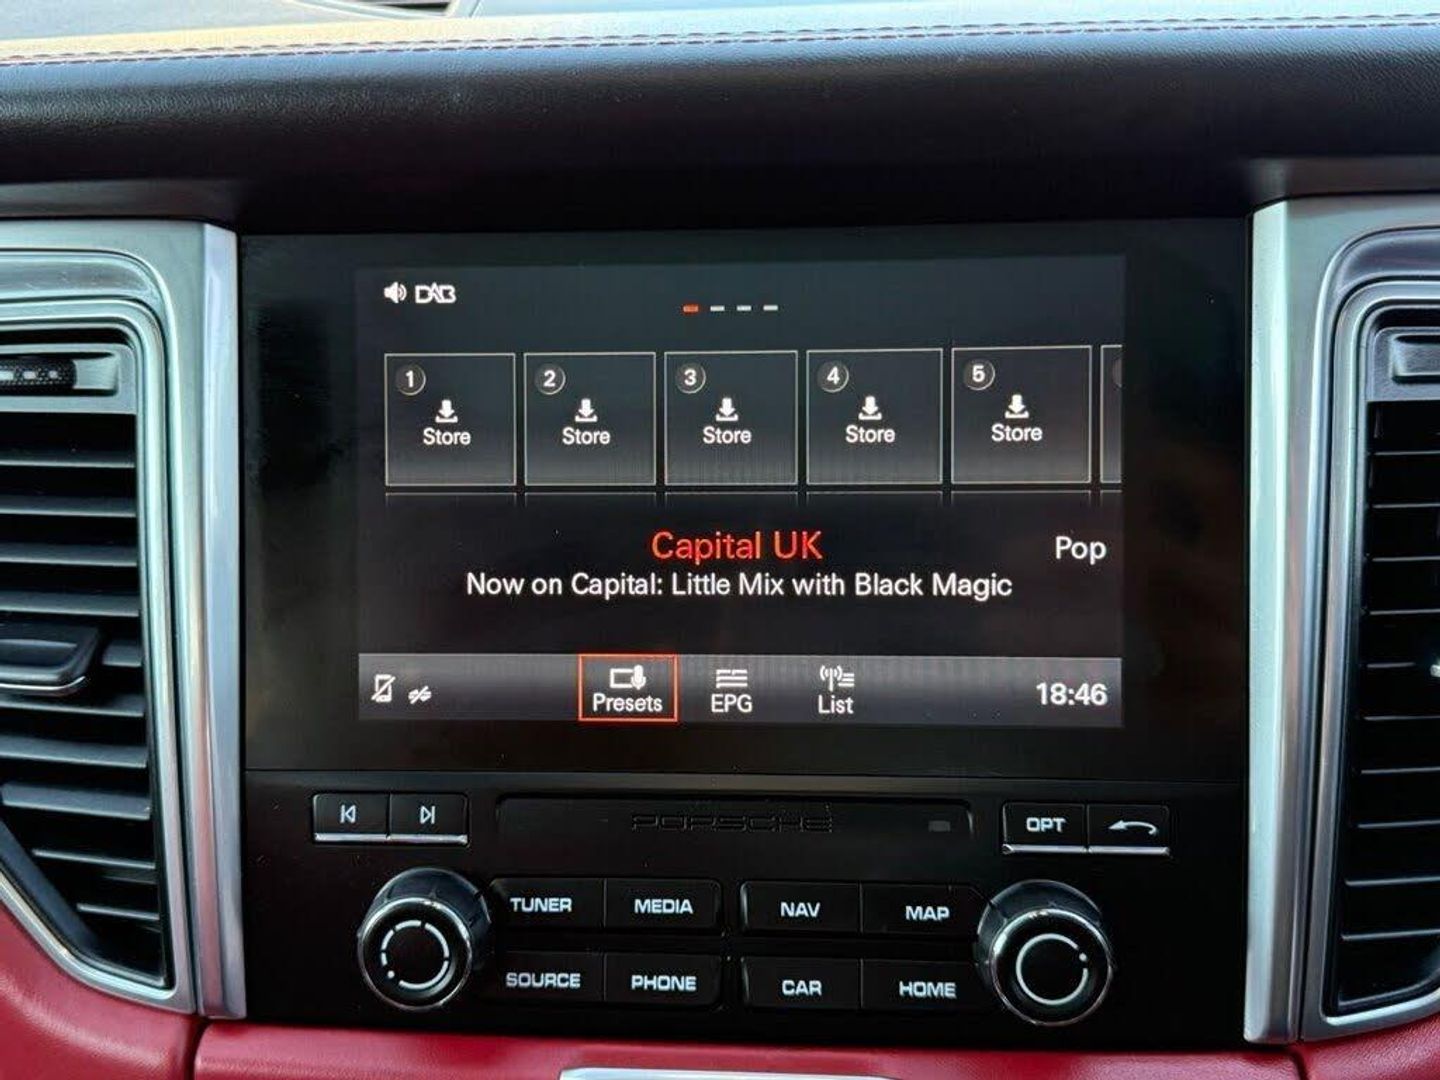 DAB
1 2 3 4 5
Store Store Store Store Store
Capital UK Pop
Now on Capital: Little Mix with Black Magic
Presets EPG List 18:46
PORSCHE OPT
TUNER MEDIA NAV MAP
SOURCE PHONE CAR HOME